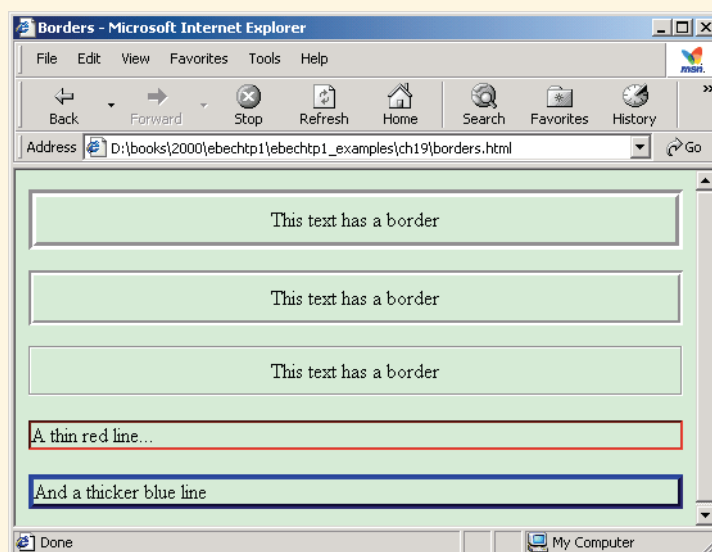 Borders - Microsoft Internet Explorer
File Edit View Favorites Tools Help
msn.
Back Forward Stop Refresh Home Search Favorites History »
Address D:\books\2000\ebechtp1\ebechtp1_examples\ch19\borders.html Go
This text has a border
This text has a border
This text has a border
A thin red line...
And a thicker blue line
Done My Computer